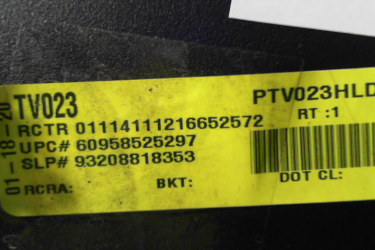 01-18-20
TV023 PTV023HLD
RCTR 01114111216652572 RT :1
UPC# 60958525297
SLP# 93208818353
RCRA: BKT: DOT CL: